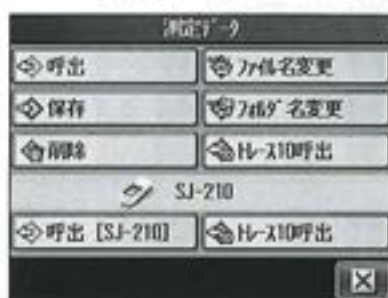 測定ﾃﾞｰﾀ
呼出
ﾌｧｲﾙ名変更
保存
ﾌｫﾙﾀﾞ名変更
削除
ﾄﾚｰｽ10呼出
SJ-210
呼出 [SJ-210]
ﾄﾚｰｽ10呼出